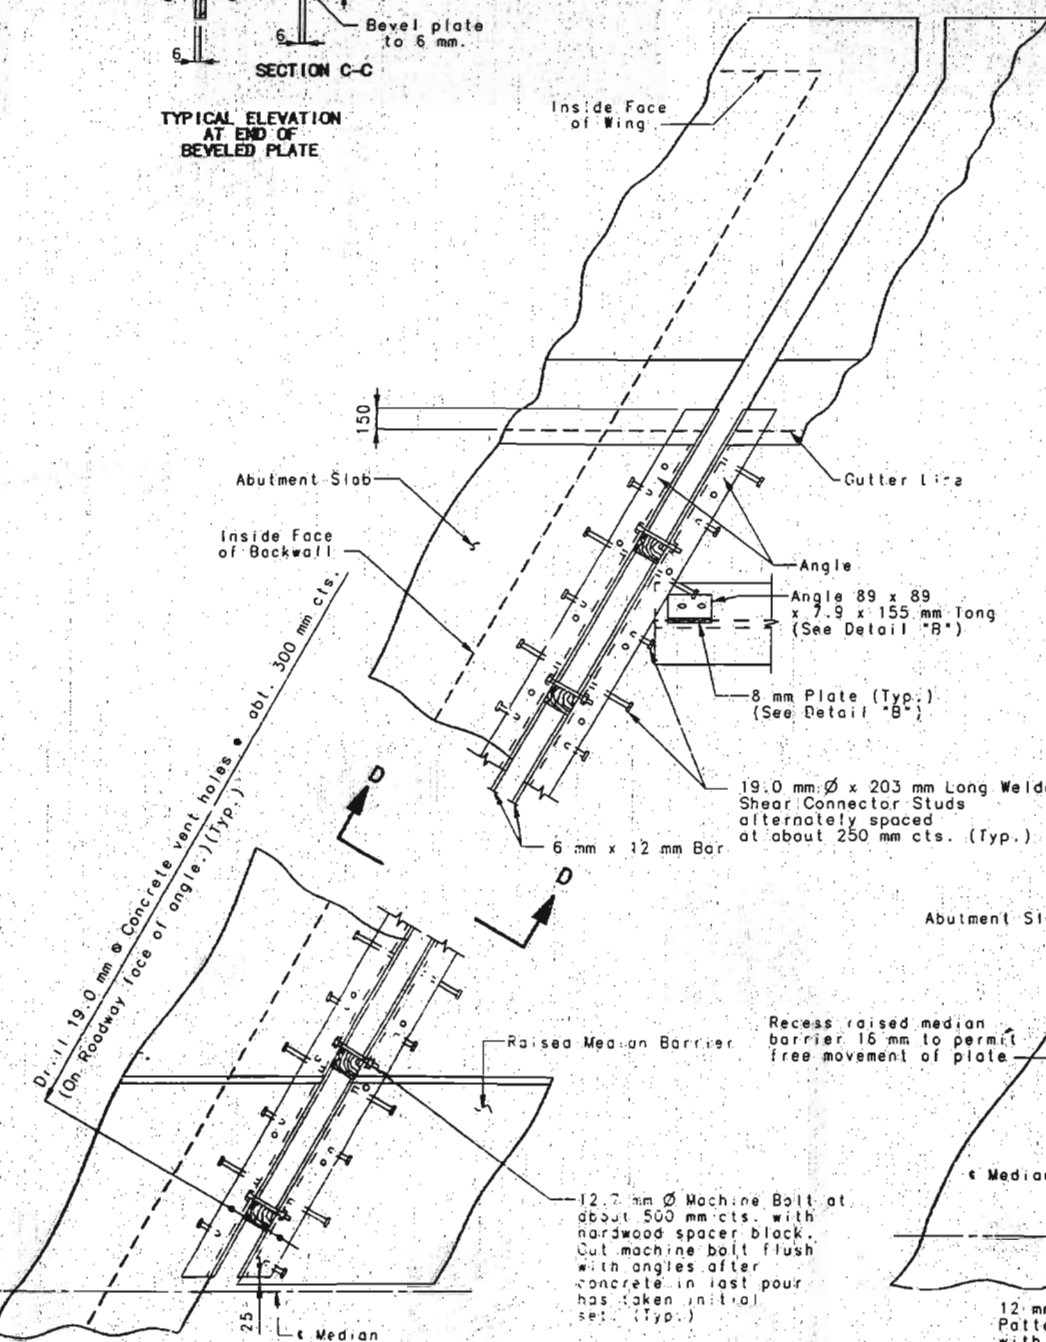 6
6
Bevel plate
to 6 mm.
SECTION C-C
TYPICAL ELEVATION
AT END OF
BEVELED PLATE
Inside Face
of Wing
150
Abutment Slab
Gutter Line
Inside Face
of Backwall
Angle
Angle 89 x 89
x 7.9 x 155 mm long
(See Detail "B")
8 mm Plate (Typ.)
(See Detail "B")
Drill 19.0 mm Ø Concrete vent holes @ abt. 300 mm cts.
(On Roadway face of angle.)(Typ.)
D
19.0 mm Ø x 203 mm Long Weld
Shear Connector Studs
alternately spaced
at about 250 mm cts. (Typ.)
6 mm x 12 mm Bar
D
Abutment Sl
Raised Median Barrier
Recess raised median
barrier 16 mm to permit
free movement of plate
℄ Median
12.7 mm Ø Machine Bolt at
about 500 mm cts. with
hardwood spacer block.
Cut machine bolt flush
with angles after
concrete in last pour
has taken initial
set. (Typ.)
25
℄ Median
12 mm
Patte
with